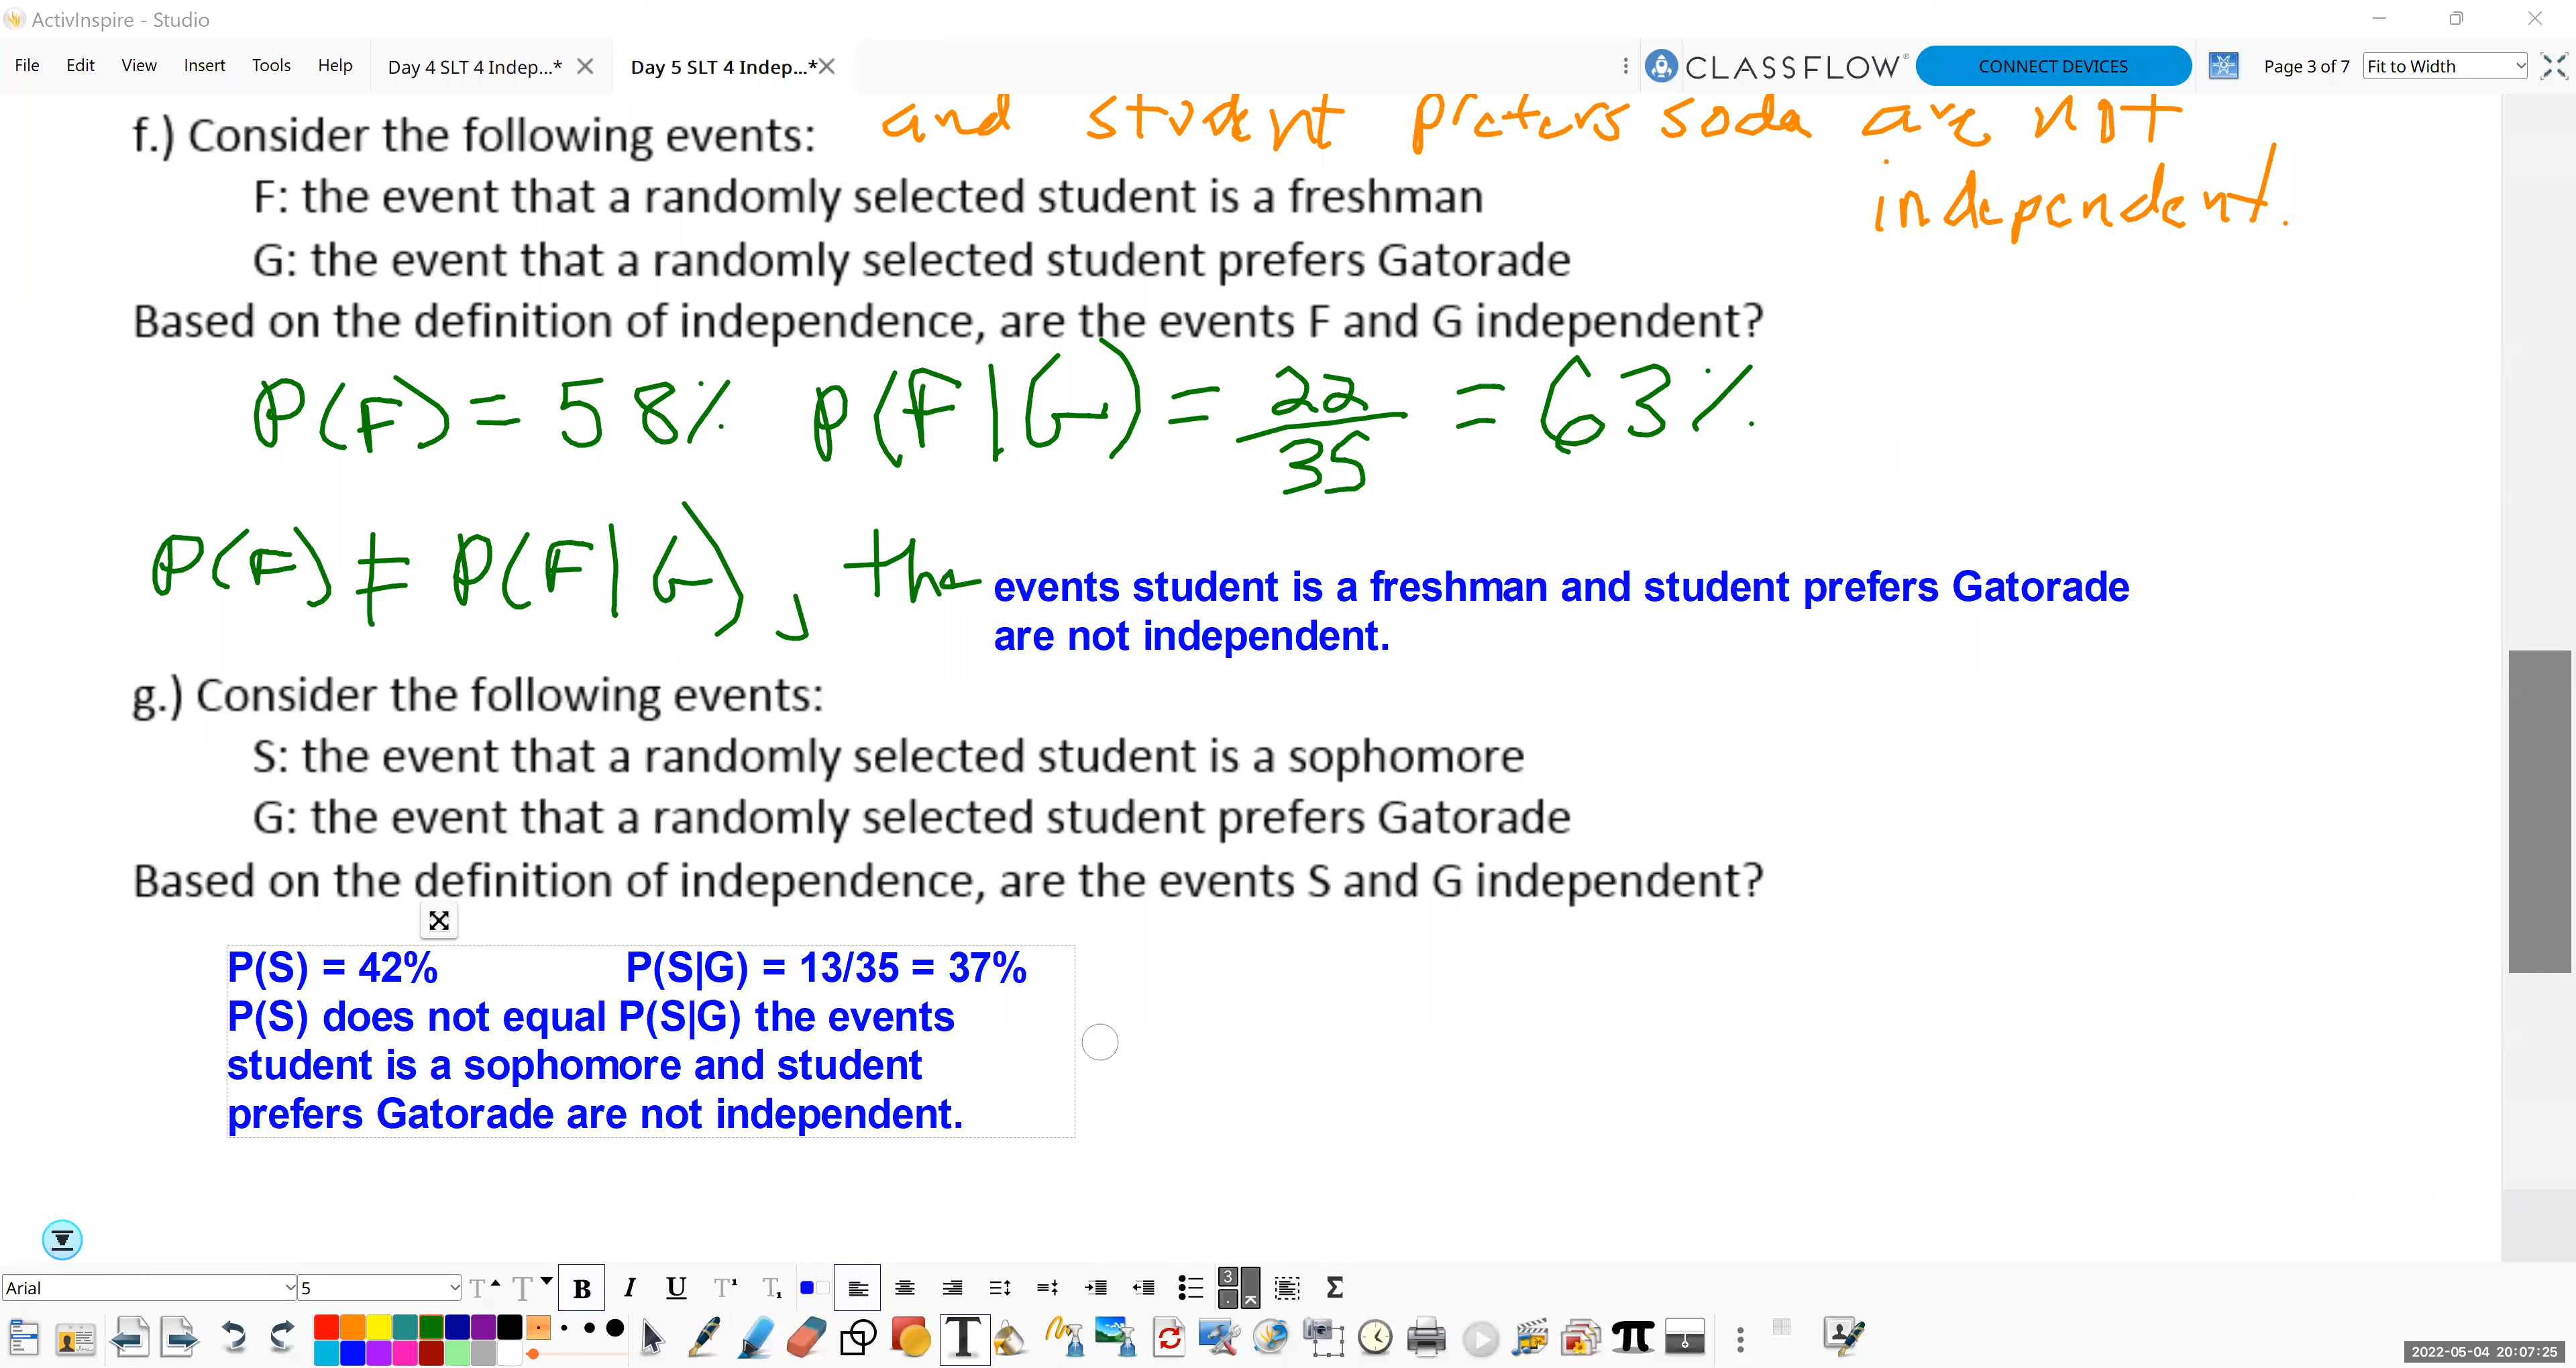 ActivInspire - Studio
File Edit View Insert Tools Help Day 4 SLT 4 Indep...* Day 5 SLT 4 Indep...* CLASSFLOW CONNECT DEVICES Page 3 of 7 Fit to Width
and student prefers soda are not
independent.
f.) Consider the following events:
F: the event that a randomly selected student is a freshman
G: the event that a randomly selected student prefers Gatorade
Based on the definition of independence, are the events F and G independent?
P(F) = 58% P(F|G) = 22/35 = 63%
P(F) ≠ P(F|G), the events student is a freshman and student prefers Gatorade
are not independent.
g.) Consider the following events:
S: the event that a randomly selected student is a sophomore
G: the event that a randomly selected student prefers Gatorade
Based on the definition of independence, are the events S and G independent?
P(S) = 42% P(S|G) = 13/35 = 37%
P(S) does not equal P(S|G) the events
student is a sophomore and student
prefers Gatorade are not independent.
Arial 5 B I U
2022-05-04 20:07:25